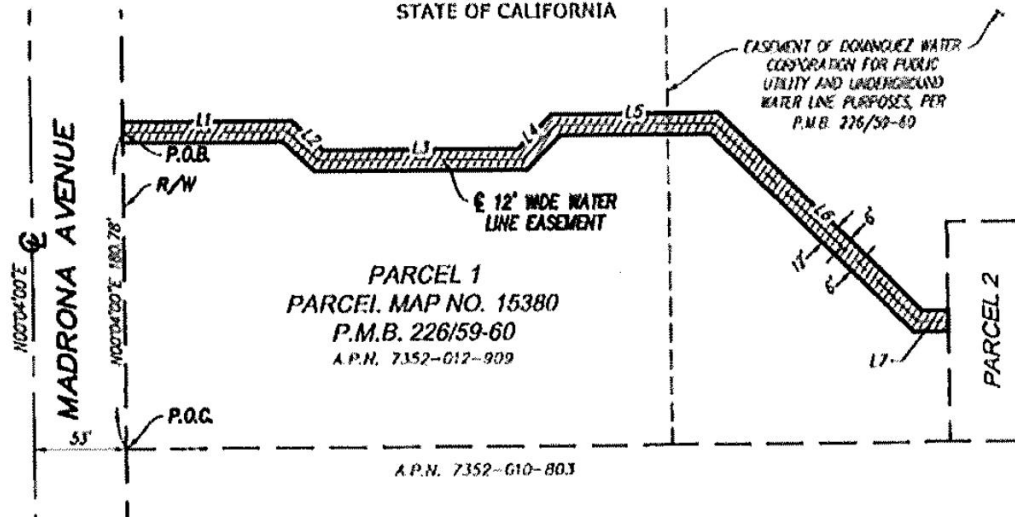 STATE OF CALIFORNIA
EASEMENT OF DOMINGUEZ WATER
CORPORATION FOR PUBLIC
UTILITY AND UNDERGROUND
WATER LINE PURPOSES, PER
P.M.B. 226/59-60
L1
L2
L3
L4
L5
L6
L7
P.O.B.
R/W
℄ 12' WIDE WATER
LINE EASEMENT
6'
12'
6'
N00°04'00"E
℄
MADRONA AVENUE
N00°04'00"E 180.78'
PARCEL 1
PARCEL MAP NO. 15380
P.M.B. 226/59-60
A.P.N. 7352-012-909
PARCEL 2
P.O.C.
53'
A.P.N. 7352-010-803